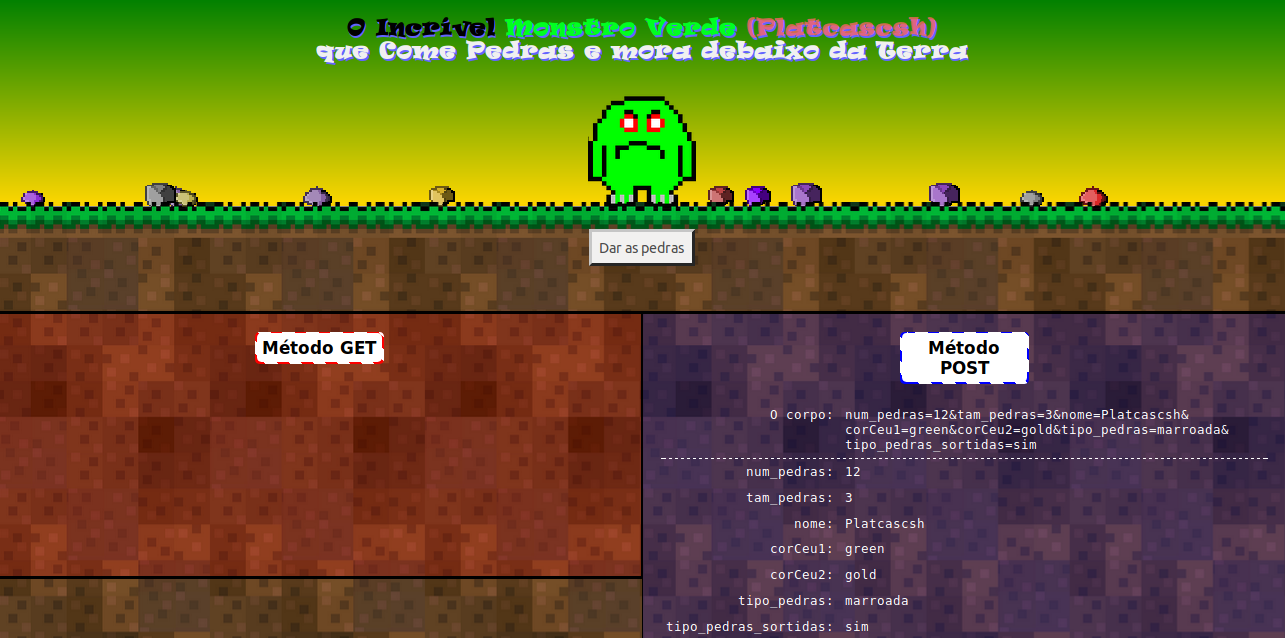 O Incrível Monstro Verde (Platcascsh)
que Come Pedras e mora debaixo da Terra
Dar as pedras
Método GET
Método
POST
O corpo: num_pedras=12&tam_pedras=3&nome=Platcascsh&
corCeu1=green&corCeu2=gold&tipo_pedras=marroada&
tipo_pedras_sortidas=sim
num_pedras: 12
tam_pedras: 3
nome: Platcascsh
corCeu1: green
corCeu2: gold
tipo_pedras: marroada
tipo_pedras_sortidas: sim